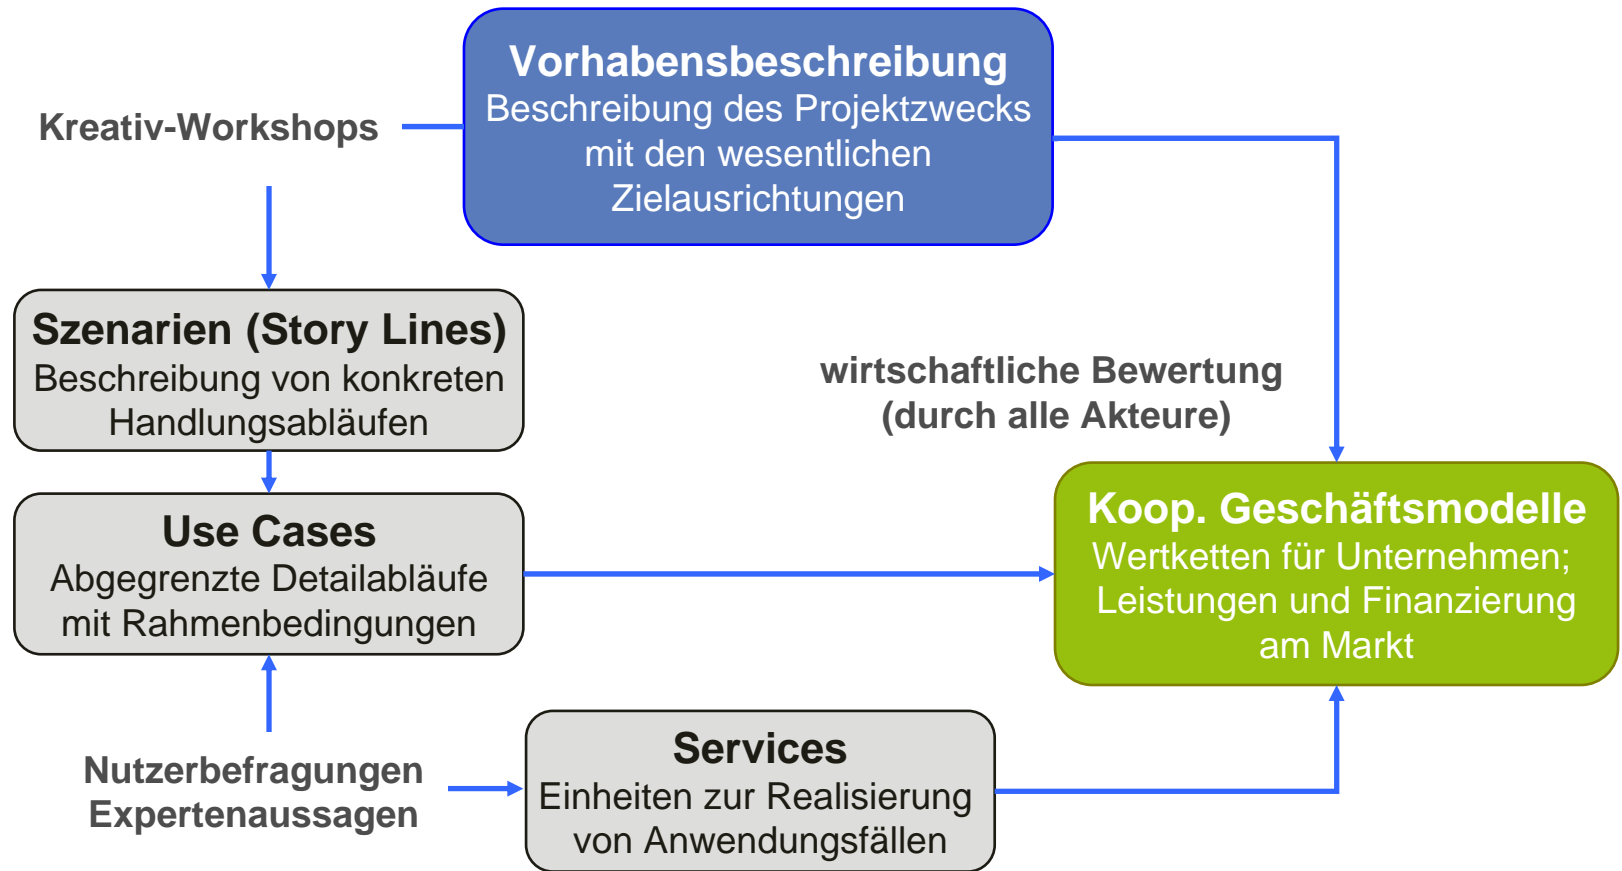 Vorhabensbeschreibung
Beschreibung des Projektzwecks
mit den wesentlichen
Zielausrichtungen
Kreativ-Workshops
Szenarien (Story Lines)
Beschreibung von konkreten
Handlungsabläufen
wirtschaftliche Bewertung
(durch alle Akteure)
Use Cases
Abgegrenzte Detailabläufe
mit Rahmenbedingungen
Koop. Geschäftsmodelle
Wertketten für Unternehmen;
Leistungen und Finanzierung
am Markt
Nutzerbefragungen
Expertenaussagen
Services
Einheiten zur Realisierung
von Anwendungsfällen